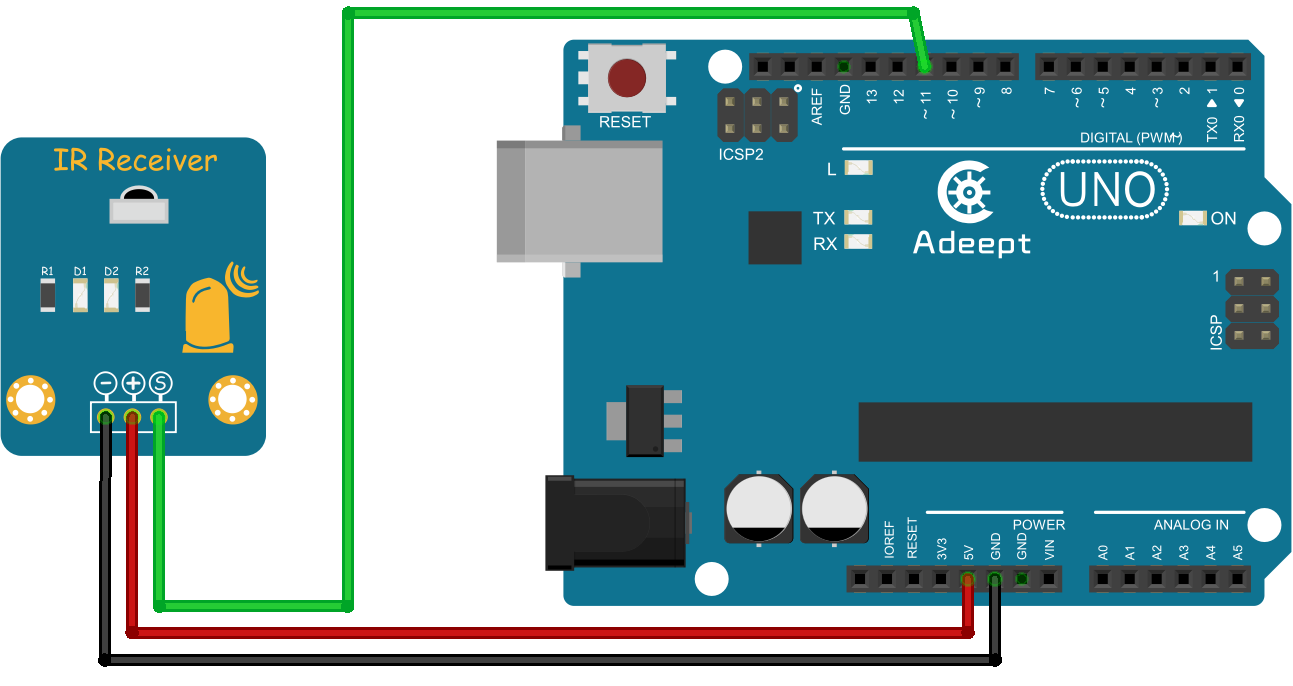 IR Receiver
R1 D1 D2 R2
− + S
RESET
ICSP2
AREF
GND
13
12
~11
~10
~9
8
7
~6
~5
4
~3
2
TX0 ▶ 1
RX0 ◀ 0
DIGITAL (PWM~)
L
TX
RX
Adeept
UNO
ON
1
ICSP
POWER
ANALOG IN
IOREF
RESET
3V3
5V
GND
GND
VIN
A0
A1
A2
A3
A4
A5